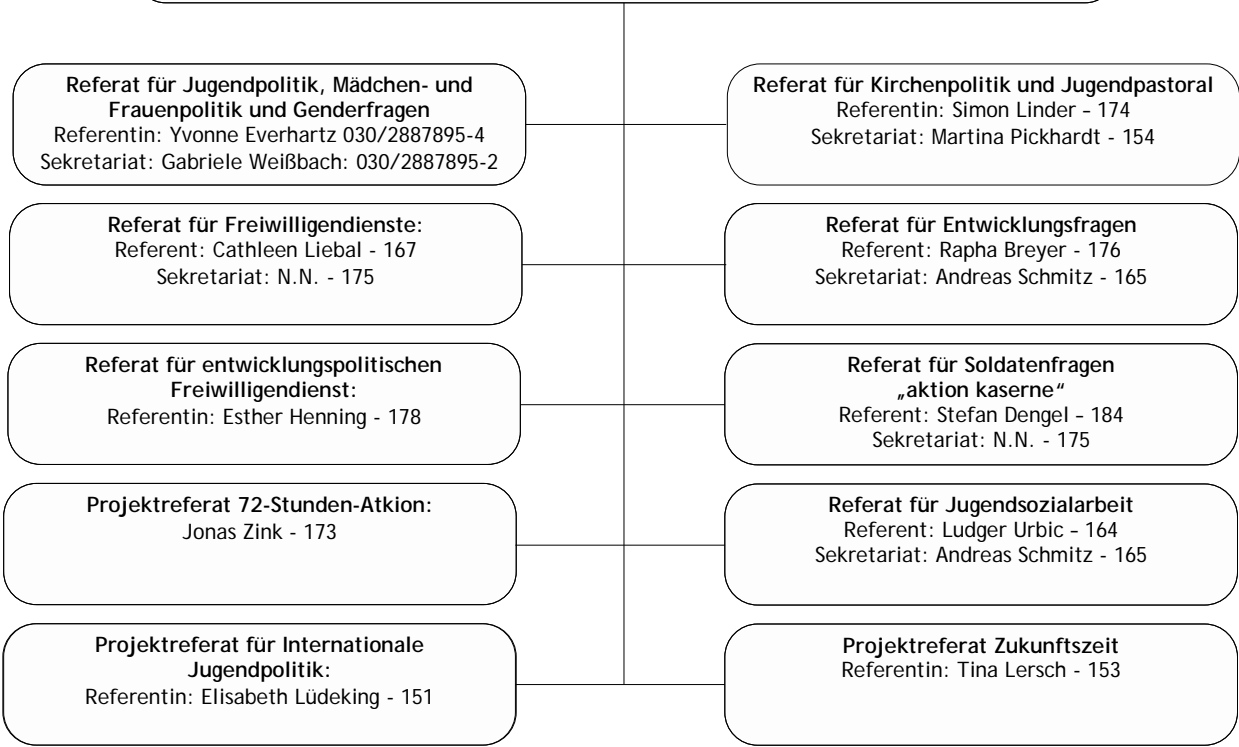 Referat für Jugendpolitik, Mädchen- und
Frauenpolitik und Genderfragen
Referentin: Yvonne Everhartz 030/2887895-4
Sekretariat: Gabriele Weißbach: 030/2887895-2
Referat für Kirchenpolitik und Jugendpastoral
Referentin: Simon Linder – 174
Sekretariat: Martina Pickhardt - 154
Referat für Freiwilligendienste:
Referent: Cathleen Liebal - 167
Sekretariat: N.N. - 175
Referat für Entwicklungsfragen
Referent: Rapha Breyer - 176
Sekretariat: Andreas Schmitz - 165
Referat für entwicklungspolitischen
Freiwilligendienst:
Referentin: Esther Henning - 178
Referat für Soldatenfragen
„aktion kaserne“
Referent: Stefan Dengel – 184
Sekretariat: N.N. - 175
Projektreferat 72-Stunden-Atkion:
Jonas Zink - 173
Referat für Jugendsozialarbeit
Referent: Ludger Urbic – 164
Sekretariat: Andreas Schmitz - 165
Projektreferat für Internationale
Jugendpolitik:
Referentin: Elisabeth Lüdeking - 151
Projektreferat Zukunftszeit
Referentin: Tina Lersch - 153